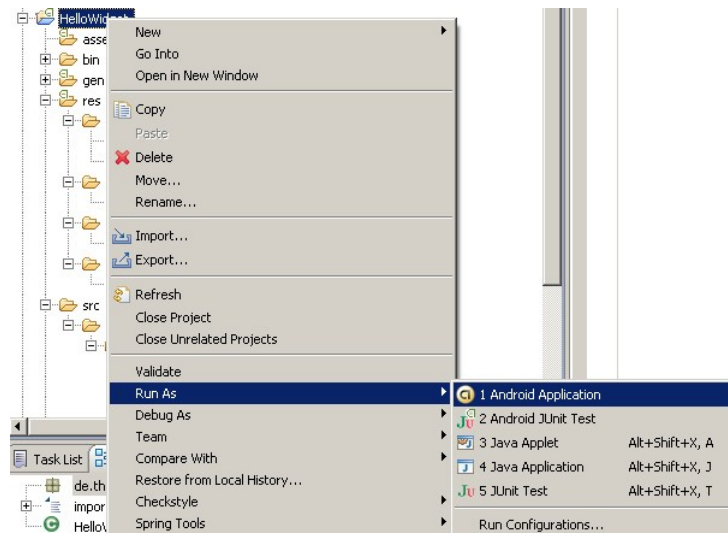 HelloWidget
asse
bin
gen
res
src
New
Go Into
Open in New Window
Copy
Paste
Delete
Move...
Rename...
Import...
Export...
Refresh
Close Project
Close Unrelated Projects
Validate
Run As
Debug As
Team
Compare With
Restore from Local History...
Checkstyle
Spring Tools
1 Android Application
2 Android JUnit Test
3 Java Applet Alt+Shift+X, A
4 Java Application Alt+Shift+X, J
5 JUnit Test Alt+Shift+X, T
Run Configurations...
Task List
de.th
impor
Hello